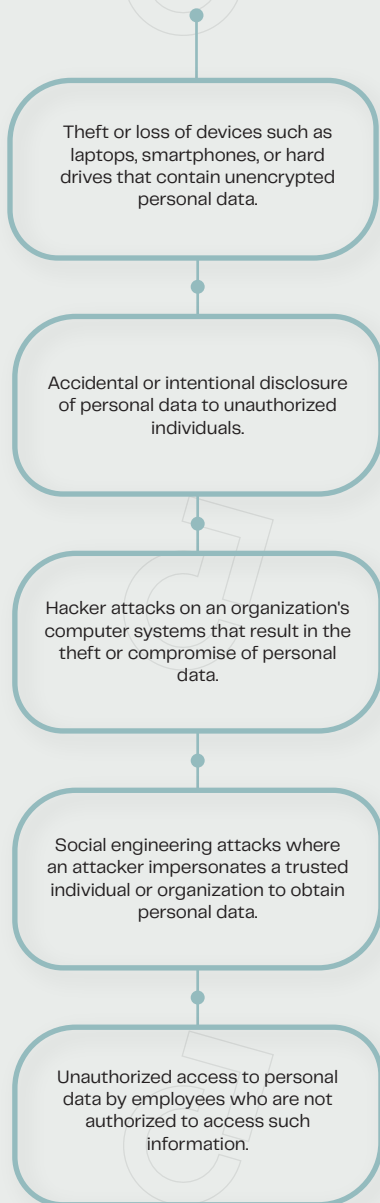 Theft or loss of devices such as
laptops, smartphones, or hard
drives that contain unencrypted
personal data.
Accidental or intentional disclosure
of personal data to unauthorized
individuals.
Hacker attacks on an organization's
computer systems that result in the
theft or compromise of personal
data.
Social engineering attacks where
an attacker impersonates a trusted
individual or organization to obtain
personal data.
Unauthorized access to personal
data by employees who are not
authorized to access such
information.